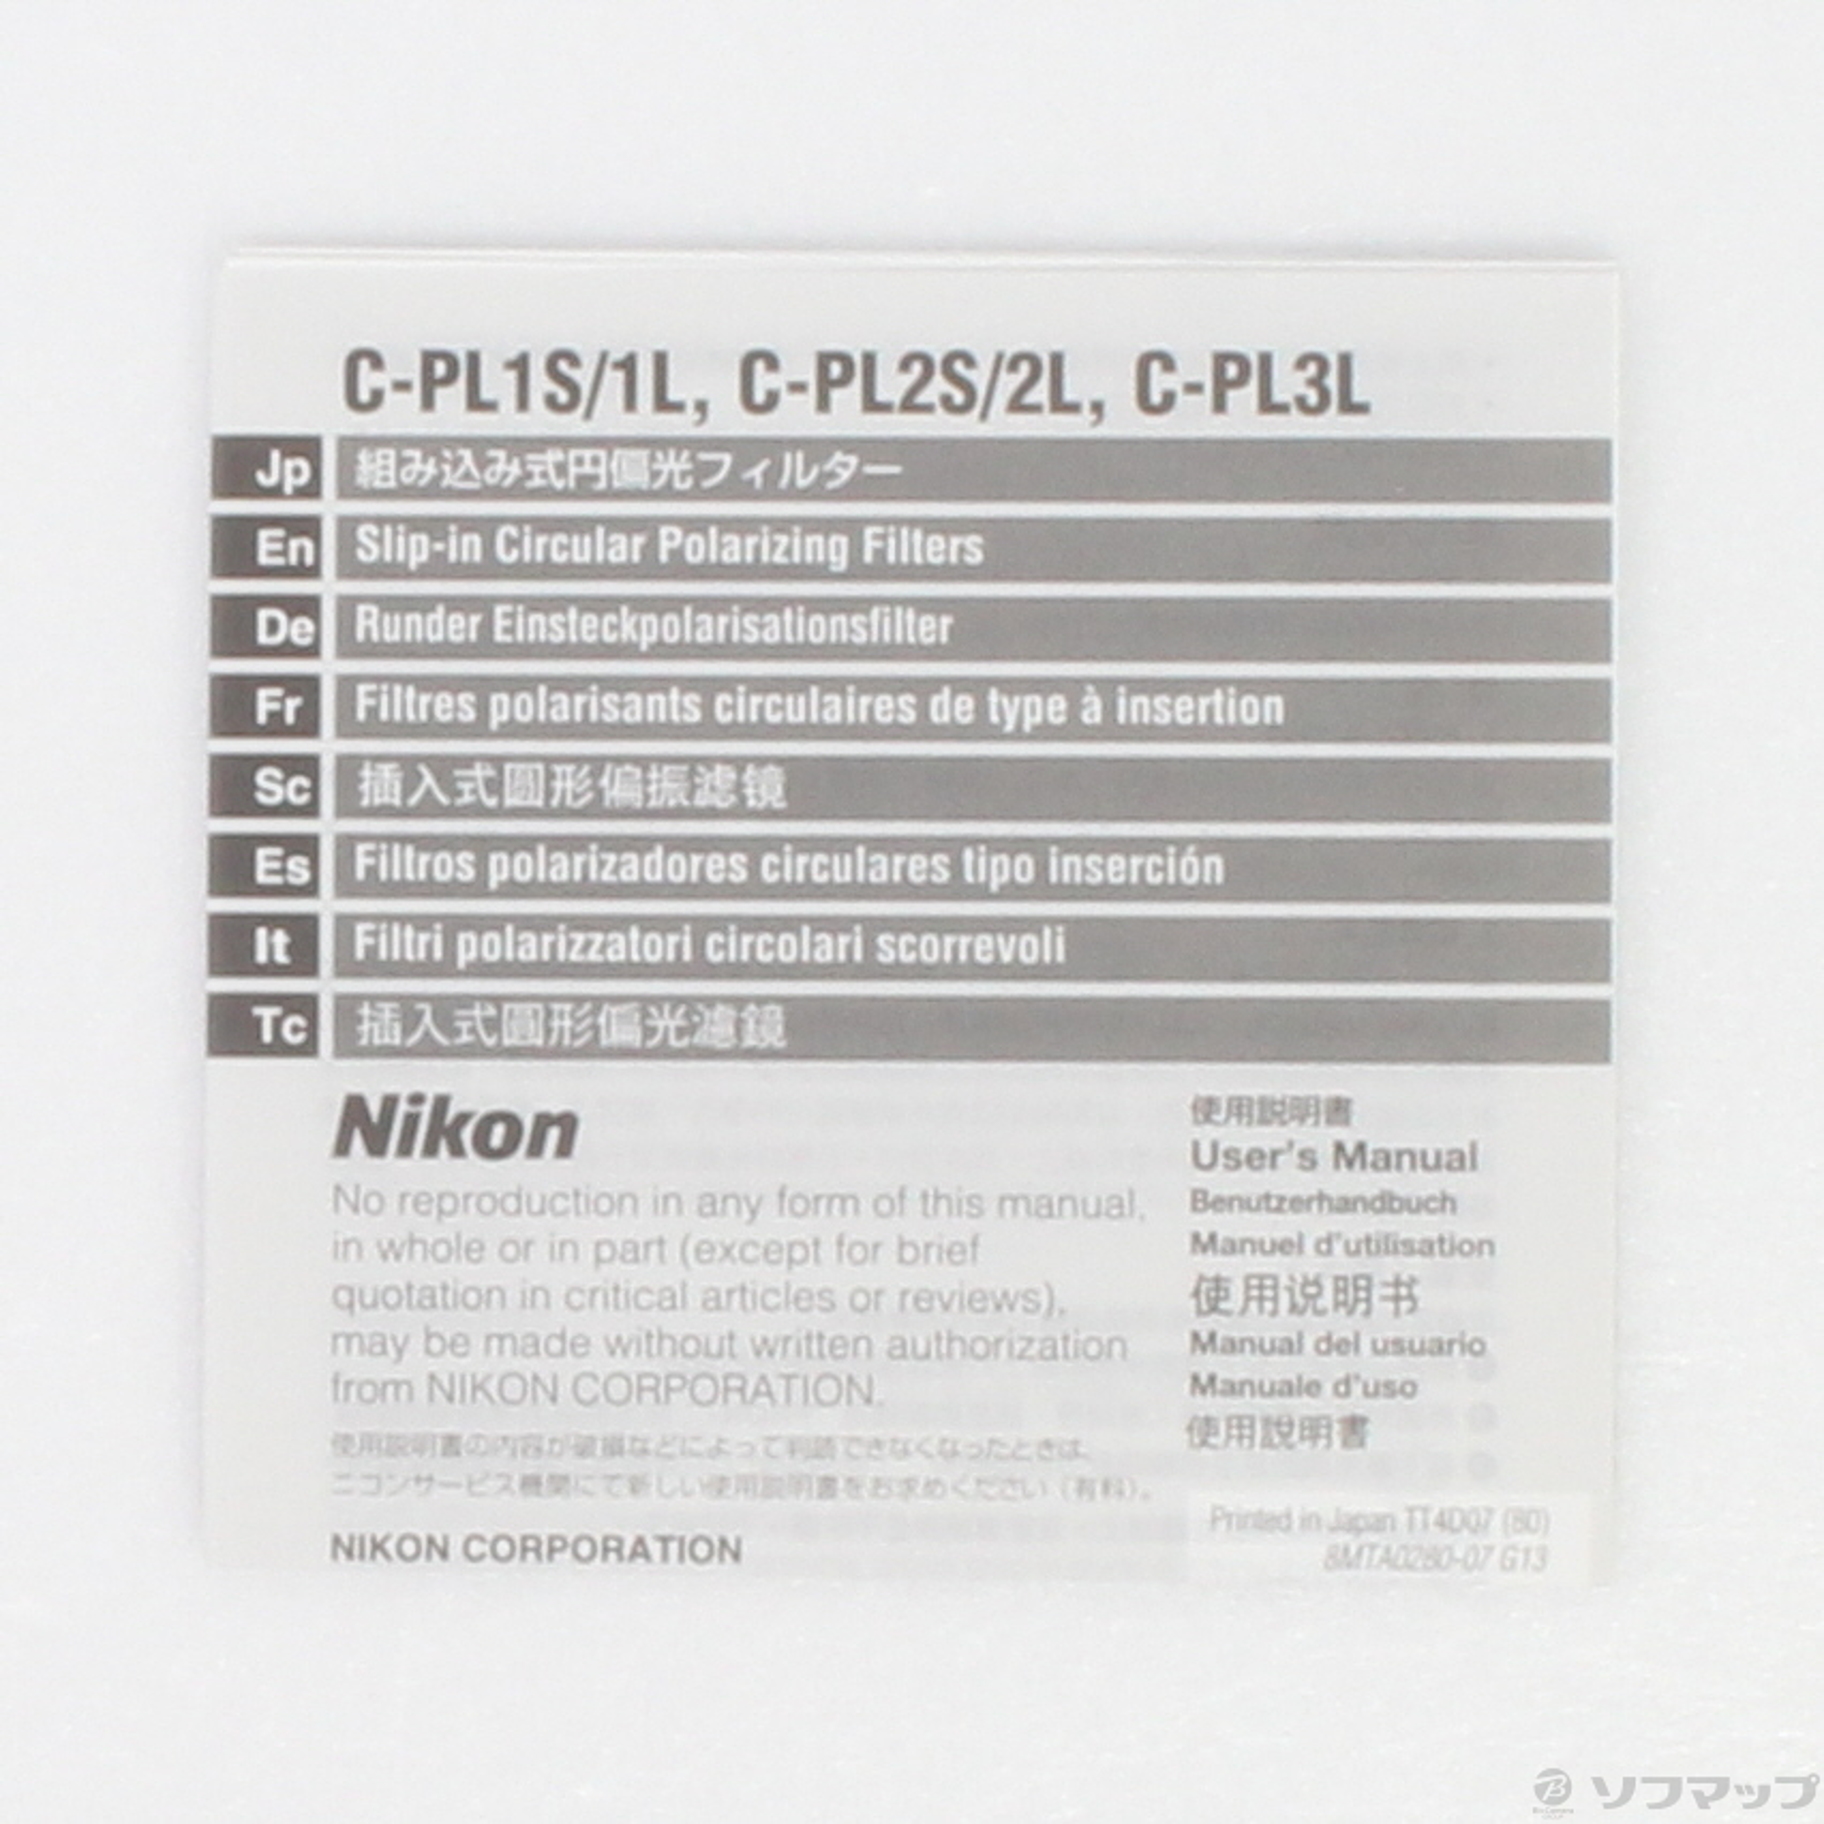 C-PL1S/1L, C-PL2S/2L, C-PL3L
Jp 組み込み式円偏光フィルター
En Slip-in Circular Polarizing Filters
De Runder Einsteckpolarisationsfilter
Fr Filtres polarisants circulaires de type à insertion
Sc 插入式圆形偏振滤镜
Es Filtros polarizadores circulares tipo inserción
It Filtri polarizzatori circolari scorrevoli
Tc 插入式圓形偏光濾鏡
Nikon
No reproduction in any form of this manual,
in whole or in part (except for brief
quotation in critical articles or reviews),
may be made without written authorization
from NIKON CORPORATION.
使用説明書の内容が破損などによって判読できなくなったときは、
ニコンサービス機関にて新しい使用説明書をお求めください（有料）。
NIKON CORPORATION
使用説明書
User's Manual
Benutzerhandbuch
Manuel d'utilisation
使用说明书
Manual del usuario
Manuale d'uso
使用說明書
Printed in Japan TT4D07 (80)
8MTA0280-07 G13
ソフマップ